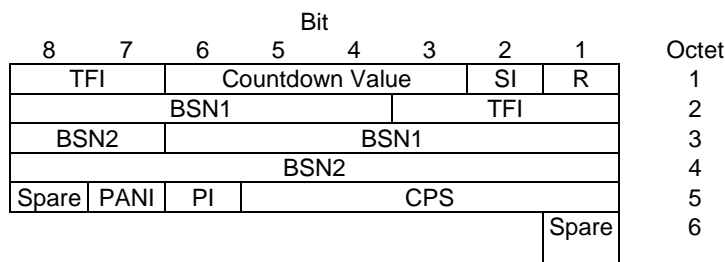 Bit
8 7 6 5 4 3 2 1 Octet
TFI Countdown Value SI R 1
BSN1 TFI 2
BSN2 BSN1 3
BSN2 4
Spare PANI PI CPS 5
Spare 6